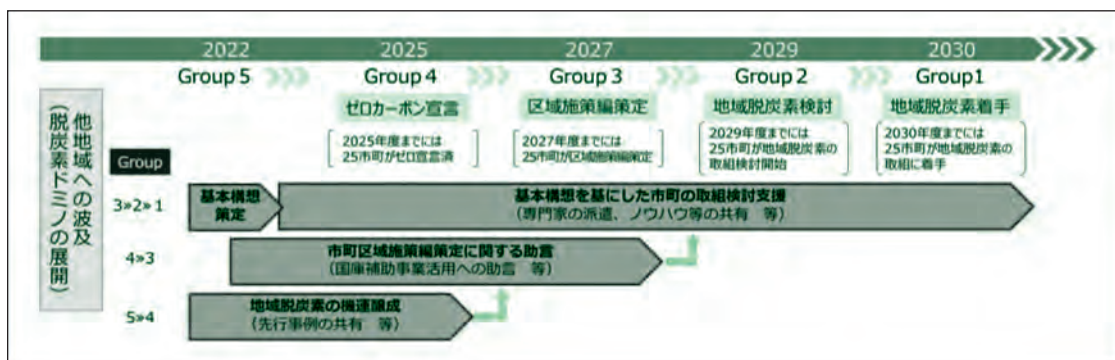 2022 2025 2027 2029 2030
Group 5 Group 4 Group 3 Group 2 Group1
ゼロカーボン宣言 区域施策編策定 地域脱炭素検討 地域脱炭素着手
2025年度までには
25市町がゼロ宣言済
2027年度までには
25市町が区域施策編策定
2029年度までには
25市町が地域脱炭素の
取組検討開始
2030年度までには
25市町が地域脱炭素の
取組に着手
他地域への波及
(脱炭素ドミノの展開)
Group
3»2»1
基本構想
策定
基本構想を基にした市町の取組検討支援
(専門家の派遣、ノウハウ等の共有 等)
4»3
市町区域施策編策定に関する助言
(国庫補助事業活用への助言 等)
5»4
地域脱炭素の機運醸成
(先行事例の共有 等)